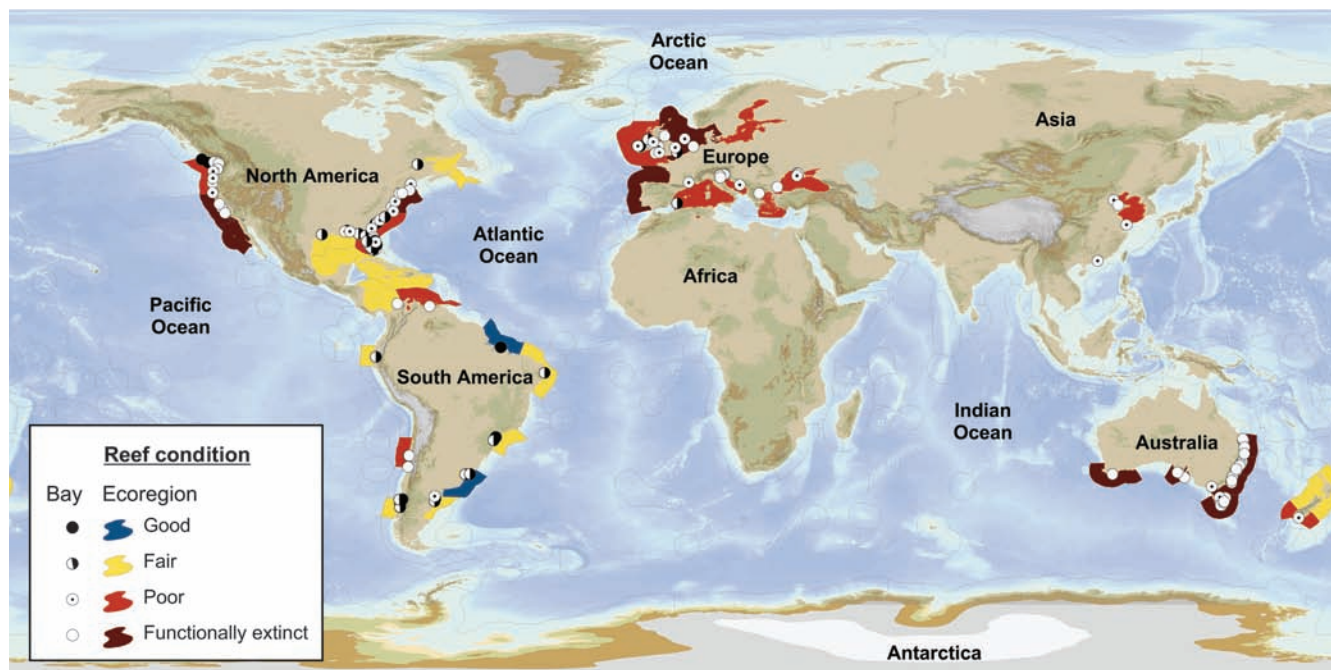 Arctic
Ocean
Asia
North America
Europe
Atlantic
Ocean
Africa
Pacific
Ocean
South America
Indian
Ocean
Australia
Reef condition
Bay Ecoregion
Good
Fair
Poor
Functionally extinct
Antarctica